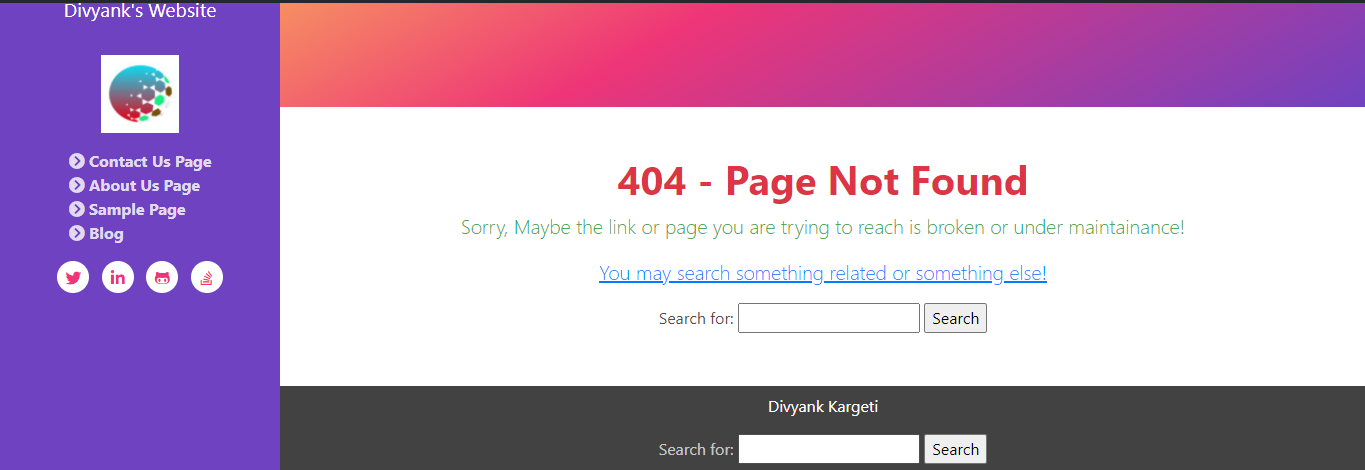 Divyank's Website
Contact Us Page
About Us Page
Sample Page
Blog
404 - Page Not Found
Sorry, Maybe the link or page you are trying to reach is broken or under maintainance!
You may search something related or something else!
Search for: Search
Divyank Kargeti
Search for: Search